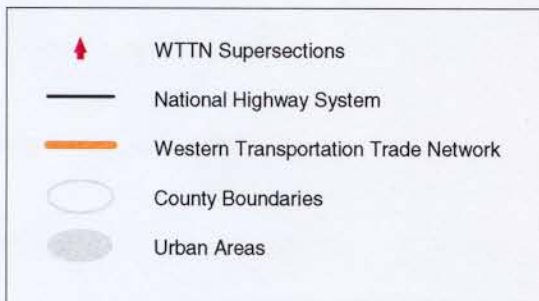 WTTN Supersections
National Highway System
Western Transportation Trade Network
County Boundaries
Urban Areas